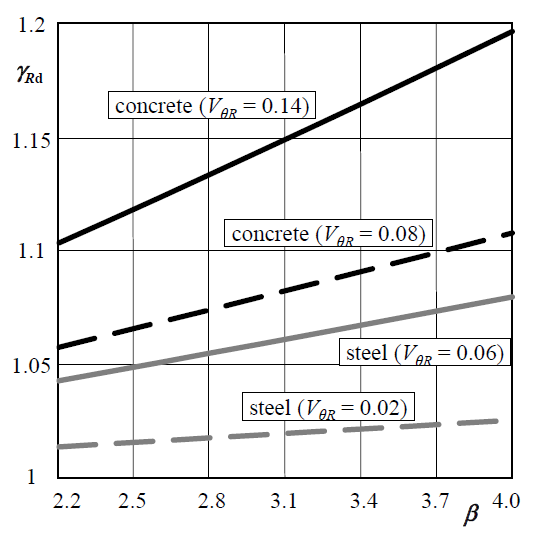 1.2
γRd
concrete (VθR = 0.14)
1.15
concrete (VθR = 0.08)
1.1
steel (VθR = 0.06)
1.05
steel (VθR = 0.02)
1
2.2 2.5 2.8 3.1 3.4 3.7 4.0
β